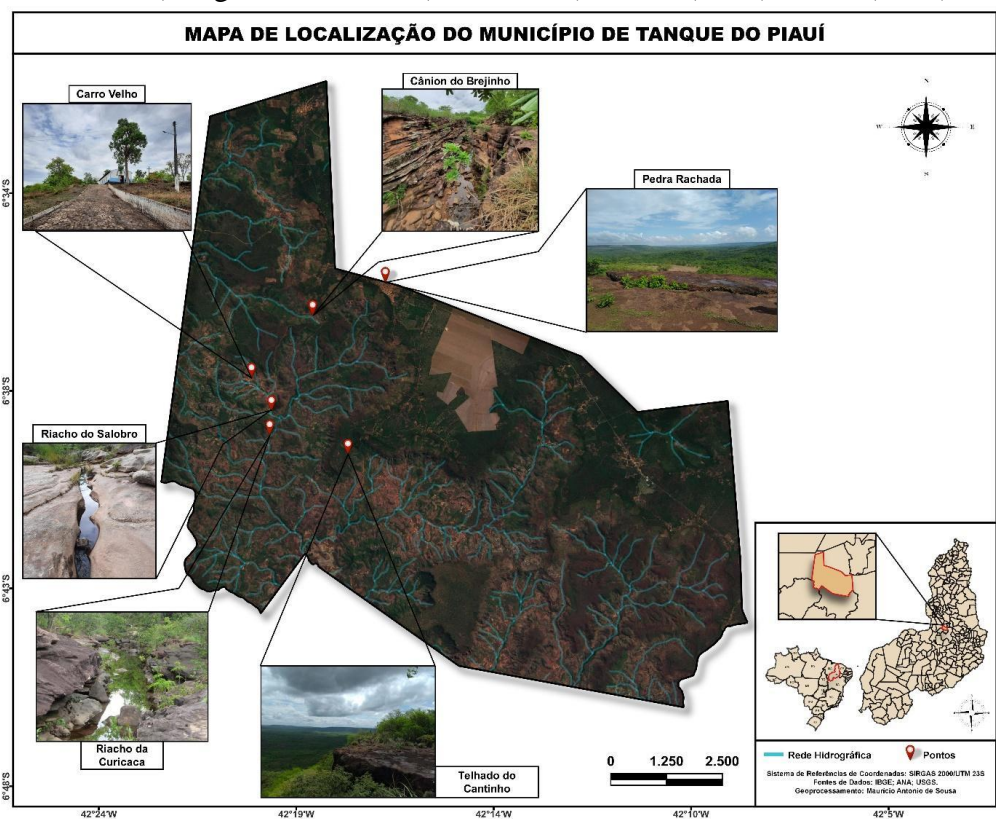 MAPA DE LOCALIZAÇÃO DO MUNICÍPIO DE TANQUE DO PIAUÍ
Carro Velho
Cânion do Brejinho
Pedra Rachada
N
W
E
S
6°34'S
6°38'S
6°43'S
6°48'S
Riacho do Salobro
Riacho da
Curicaca
Telhado do
Cantinho
0 1.250 2.500
Rede Hidrográfica
Pontos
Sistema de Referências de Coordenadas: SIRGAS 2000/UTM 23S
Fontes de Dados: IBGE; ANA; USGS.
Geoprocessamento: Maurício Antonio de Sousa
42°24'W
42°19'W
42°14'W
42°10'W
42°5'W